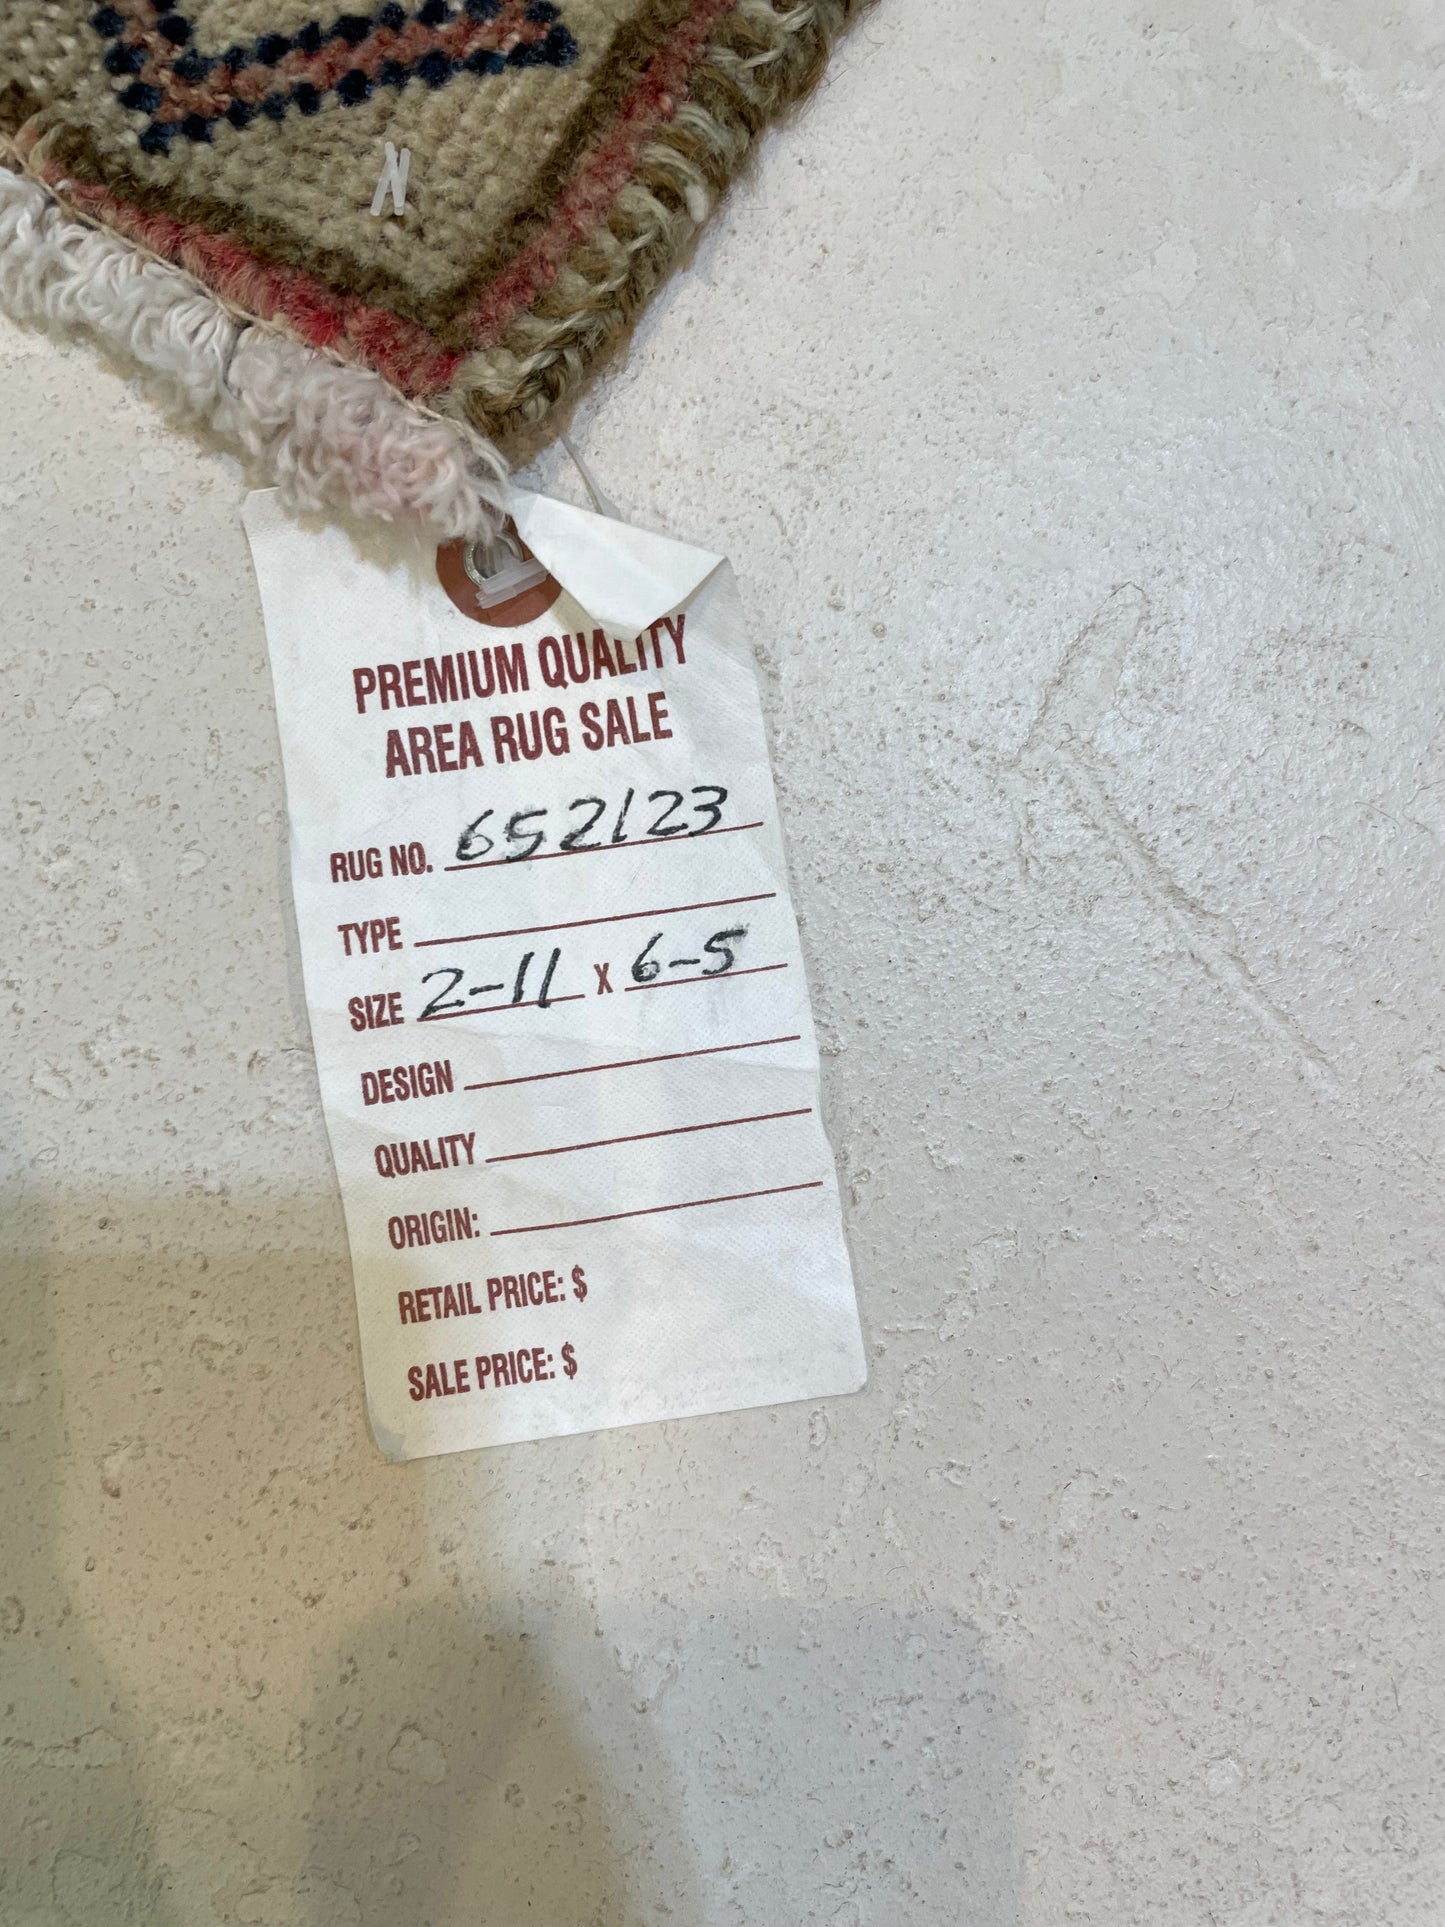 PREMIUM QUALITY
AREA RUG SALE
RUG NO. 652123
TYPE
SIZE 2-11 X 6-5
DESIGN
QUALITY
ORIGIN:
RETAIL PRICE: $
SALE PRICE: $